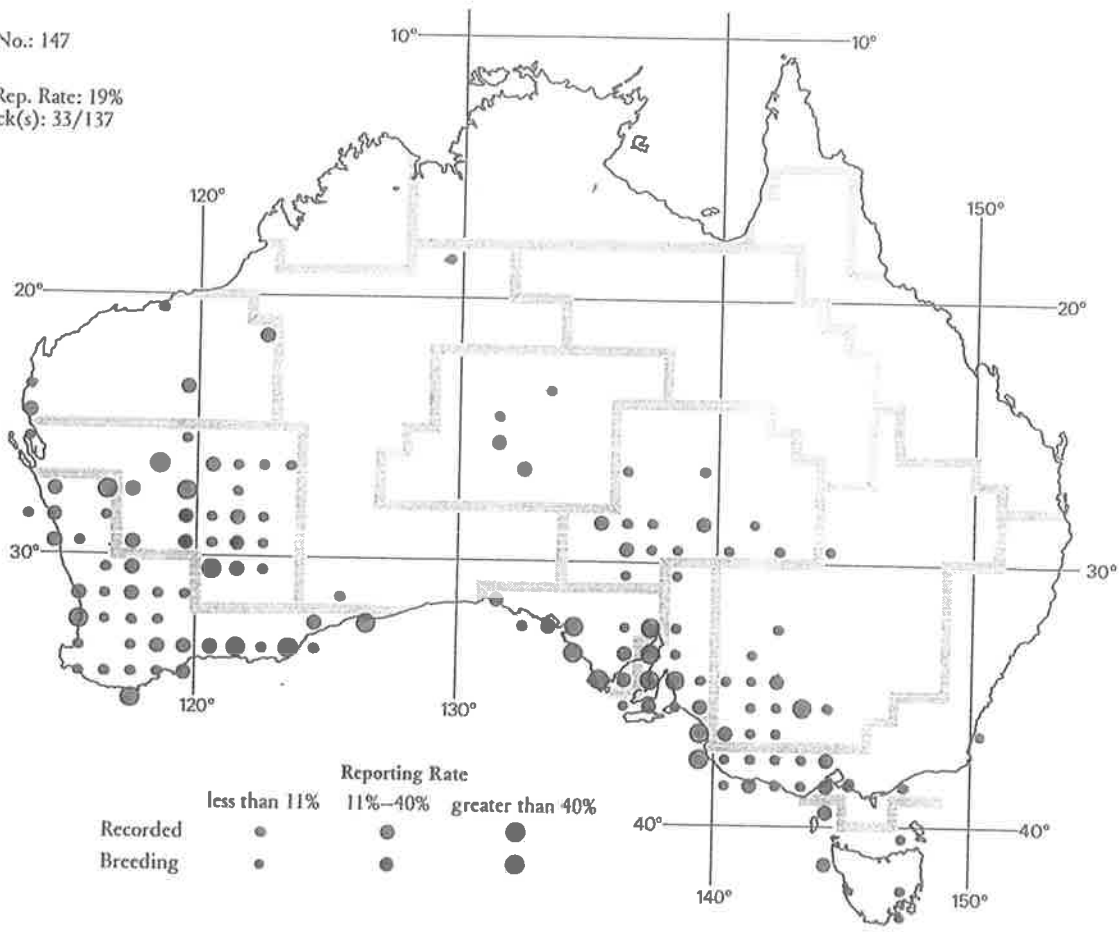 No.: 147
Rep. Rate: 19%
ck(s): 33/137
10° 10°
120° 150°
20° 20°
30° 30°
120° 130°
Reporting Rate
less than 11% 11%–40% greater than 40%
Recorded
Breeding
40° 40°
140° 150°